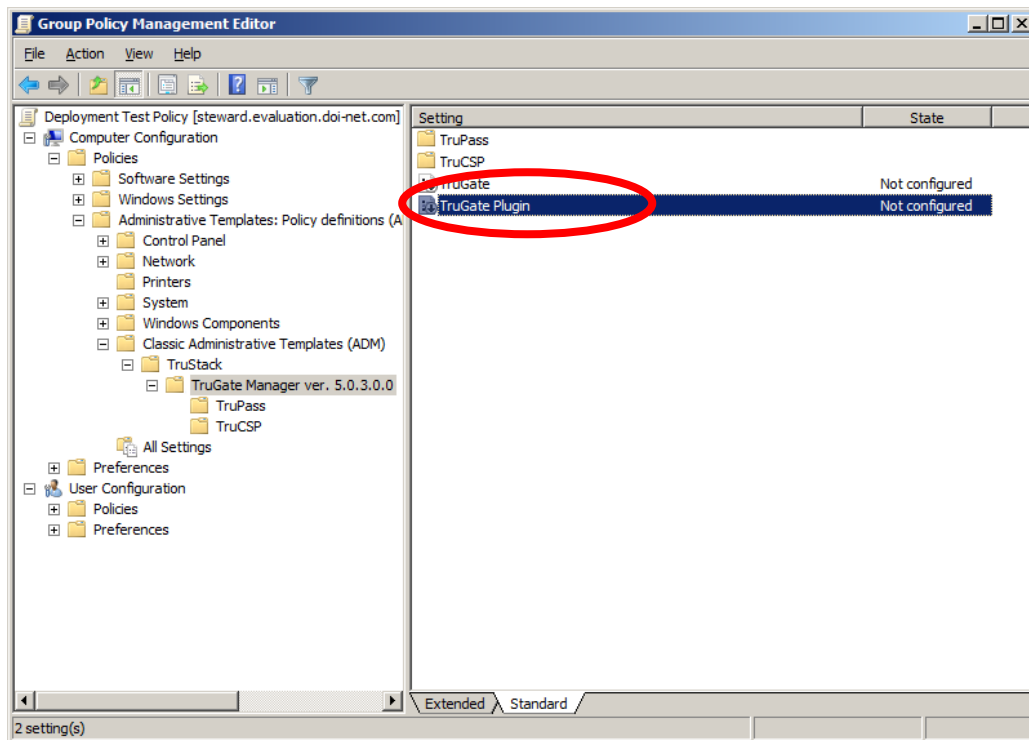 Group Policy Management Editor
File Action View Help
Deployment Test Policy [steward.evaluation.doi-net.com]
Computer Configuration
Policies
Software Settings
Windows Settings
Administrative Templates: Policy definitions (A
Control Panel
Network
Printers
System
Windows Components
Classic Administrative Templates (ADM)
TruStack
TruGate Manager ver. 5.0.3.0.0
TruPass
TruCSP
All Settings
Preferences
User Configuration
Policies
Preferences
Setting State
TruPass
TruCSP
TruGate Not configured
TruGate Plugin Not configured
Extended Standard
2 setting(s)